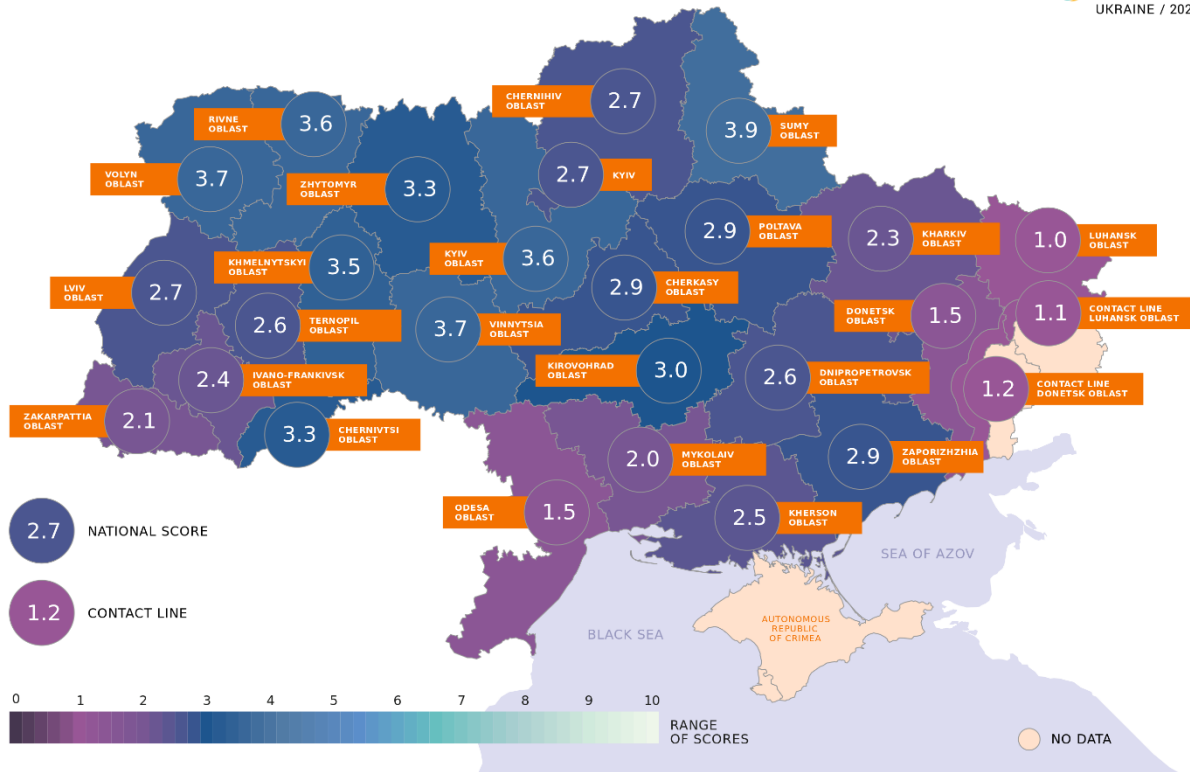 UKRAINE / 202
CHERNIHIV
OBLAST
2.7
RIVNE
OBLAST
3.6
3.9
SUMY
OBLAST
VOLYN
OBLAST
3.7
ZHYTOMYR
OBLAST
3.3
2.7
KYIV
2.9
POLTAVA
OBLAST
2.3
KHARKIV
OBLAST
1.0
LUHANSK
OBLAST
KHMELNYTSKYI
OBLAST
3.5
KYIV
OBLAST
3.6
LVIV
OBLAST
2.7
2.9
CHERKASY
OBLAST
DONETSK
OBLAST
1.5
1.1
CONTACT LINE
LUHANSK OBLAST
2.6
TERNOPIL
OBLAST
3.7
VINNYTSIA
OBLAST
2.4
IVANO-FRANKIVSK
OBLAST
KIROVOHRAD
OBLAST
3.0
2.6
DNIPROPETROVSK
OBLAST
1.2
CONTACT LINE
DONETSK OBLAST
ZAKARPATTIA
OBLAST
2.1
3.3
CHERNIVTSI
OBLAST
2.0
MYKOLAIV
OBLAST
2.9
ZAPORIZHZHIA
OBLAST
ODESA
OBLAST
1.5
2.5
KHERSON
OBLAST
2.7
NATIONAL SCORE
SEA OF AZOV
1.2
CONTACT LINE
BLACK SEA
AUTONOMOUS
REPUBLIC
OF CRIMEA
0 1 2 3 4 5 6 7 8 9 10
RANGE
OF SCORES
NO DATA